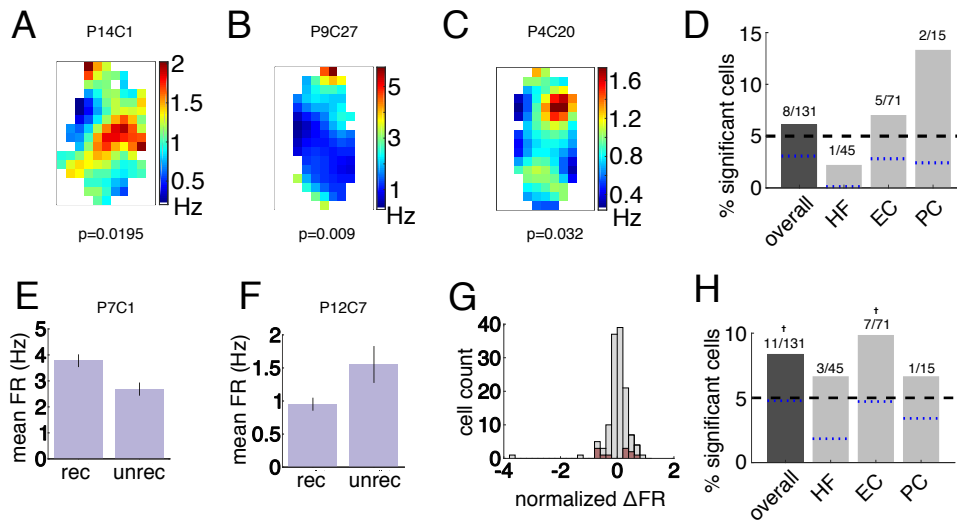 A
P14C1
2
1.5
1
0.5
Hz
p=0.0195
B
P9C27
5
3
1
Hz
p=0.009
C
P4C20
1.6
1.2
0.8
0.4
Hz
p=0.032
D
% significant cells
15
10
5
0
8/131
1/45
5/71
2/15
overall
HF
EC
PC
E
P7C1
mean FR (Hz)
5
4
3
2
1
0
rec
unrec
F
P12C7
mean FR (Hz)
2
1.5
1
0.5
0
rec
unrec
G
cell count
40
30
20
10
0
-4
-2
0
2
normalized ΔFR
H
% significant cells
10
5
0
†
11/131
3/45
†
7/71
1/15
overall
HF
EC
PC